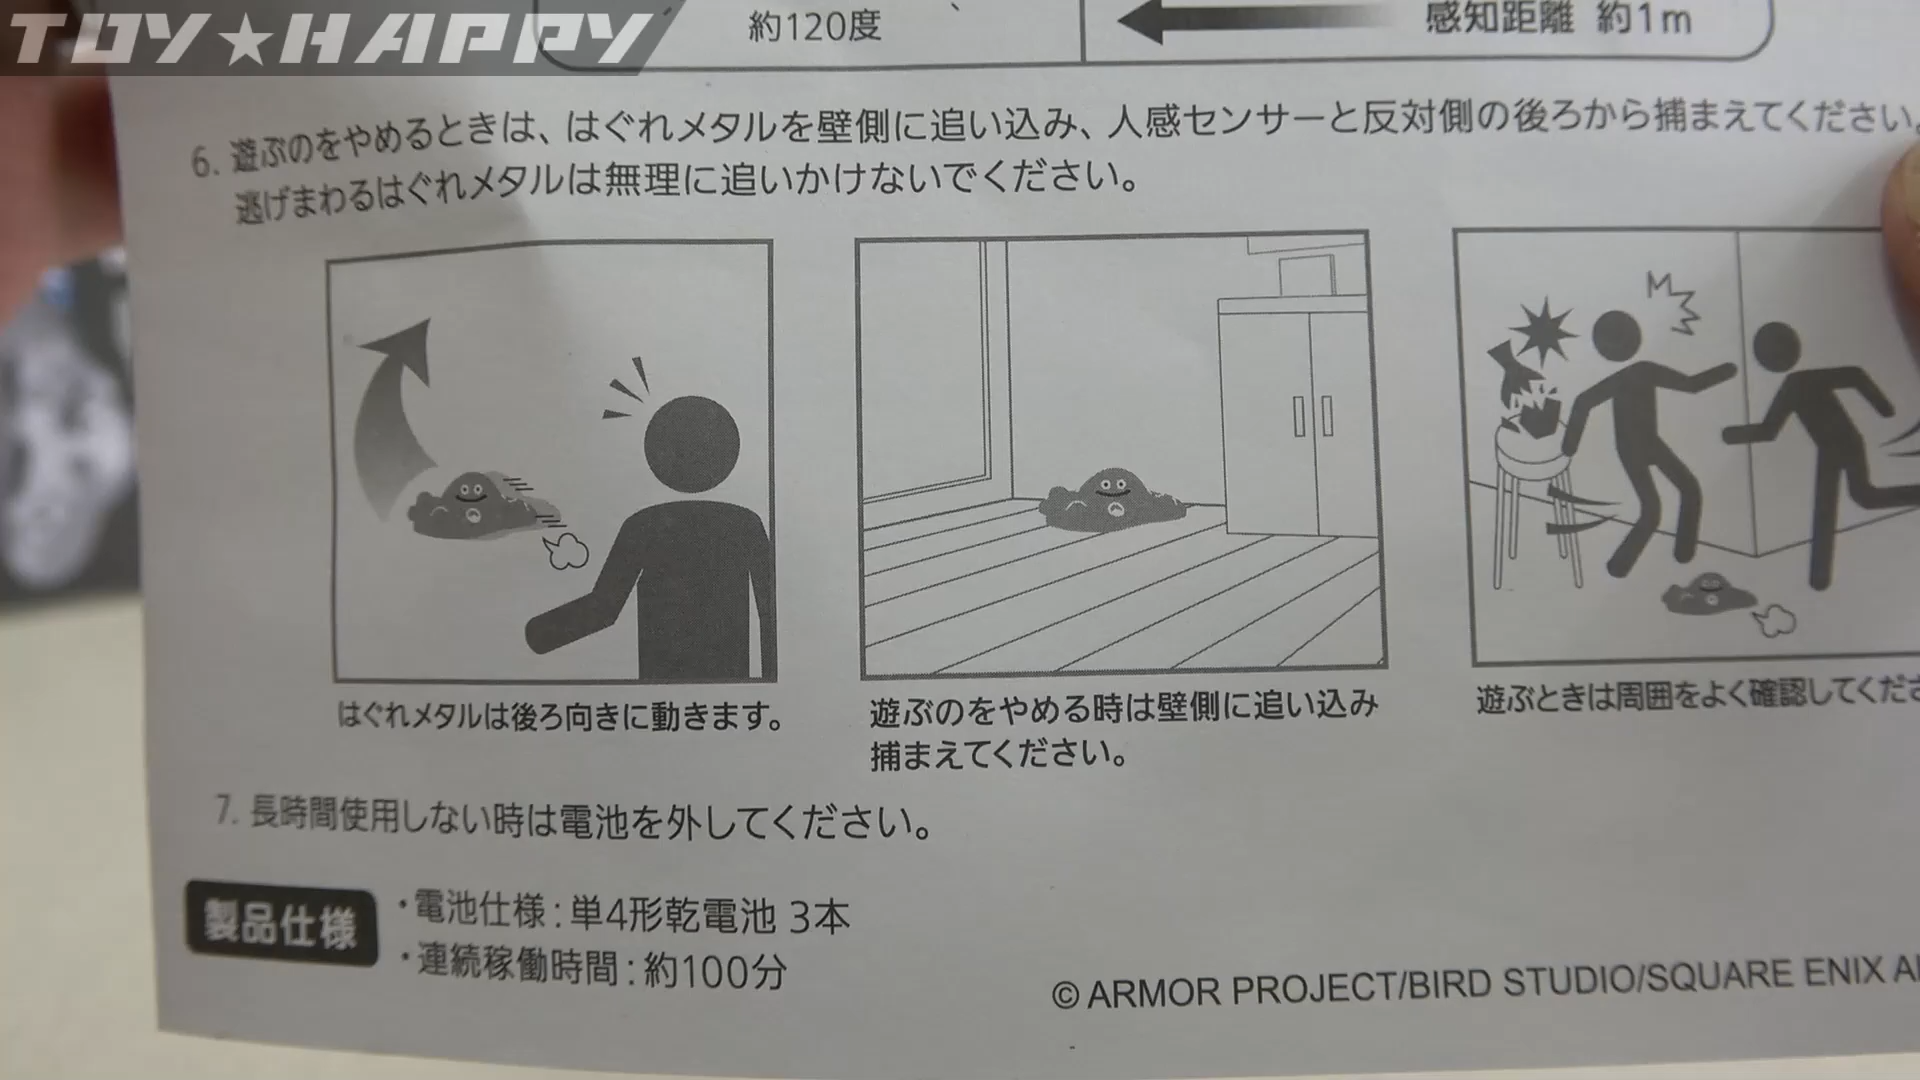 TOY★HAPPY
約120度
感知距離 約1m
6. 遊ぶのをやめるときは、はぐれメタルを壁側に追い込み、人感センサーと反対側の後ろから捕まえてください。
逃げまわるはぐれメタルは無理に追いかけないでください。
はぐれメタルは後ろ向きに動きます。
遊ぶのをやめる時は壁側に追い込み
捕まえてください。
遊ぶときは周囲をよく確認してくださ
7. 長時間使用しない時は電池を外してください。
製品仕様
・電池仕様：単4形乾電池 3本
・連続稼働時間：約100分
© ARMOR PROJECT/BIRD STUDIO/SQUARE ENIX